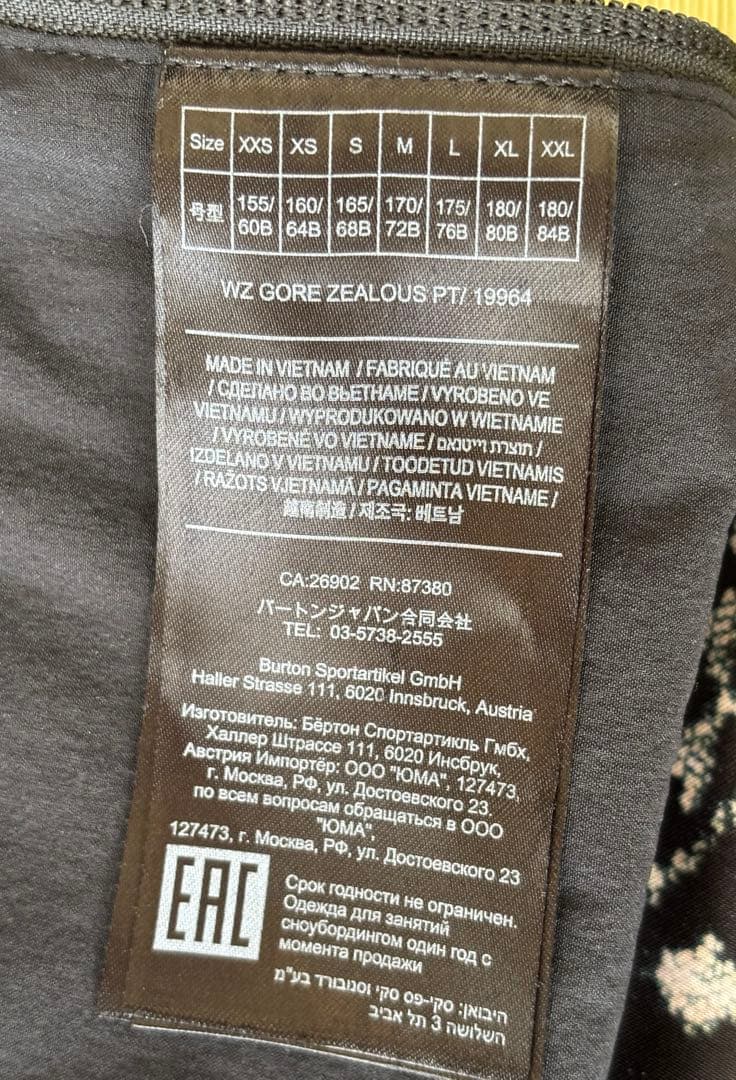 Size XXS XS S M L XL XXL
号型 155/ 160/ 165/ 170/ 175/ 180/ 180/
60B 64B 68B 72B 76B 80B 84B
WZ GORE ZEALOUS PT/ 19964
MADE IN VIETNAM / FABRIQUÉ AU VIETNAM
/ СДЕЛАНО ВО ВЬЕТНАМЕ / VYROBENO VE
VIETNAMU / WYPRODUKOWANO W WIETNAMIE
/ VYROBENÉ VO VIETNAME / תוצרת וייטנאם /
IZDELANO V VIETNAMU / TOODETUD VIETNAMIS
/ RAŽOTS VJETNAMĀ / PAGAMINTA VIETNAME /
越南制造 / 제조국: 베트남
CA:26902 RN:87380
バートンジャパン合同会社
TEL: 03-5738-2555
Burton Sportartikel GmbH
Haller Strasse 111, 6020 Innsbruck, Austria
Изготовитель: Бёртон Спортартикль Гмбх,
Халлер Штрассе 111, 6020 Инсбрук,
Австрия Импортёр: ООО "ЮМА", 127473,
г. Москва, РФ, ул. Достоевского 23.
по всем вопросам обращаться в ООО
"ЮМА",
127473, г. Москва, РФ, ул. Достоевского 23
EAC
Срок годности не ограничен.
Одежда для занятий
сноубордингом один год с
момента продажи
היבואן: סקי-פס סקי וסנובורד בע"מ
השלושה 3 תל אביב